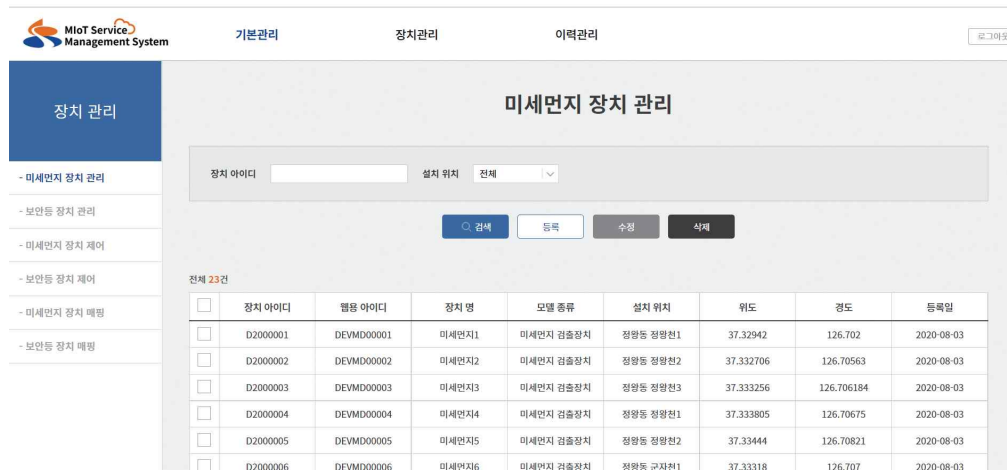 MIoT Service
Management System
기본관리 장치관리 이력관리 로그아웃
장치 관리
미세먼지 장치 관리
- 미세먼지 장치 관리
- 보안등 장치 관리
- 미세먼지 장치 제어
- 보안등 장치 제어
- 미세먼지 장치 매핑
- 보안등 장치 매핑
장치 아이디 설치 위치 전체
검색 등록 수정 삭제
전체 23건
장치 아이디 웹용 아이디 장치 명 모델 종류 설치 위치 위도 경도 등록일
D2000001 DEVMD00001 미세먼지1 미세먼지 검출장치 정왕동 정왕천1 37.32942 126.702 2020-08-03
D2000002 DEVMD00002 미세먼지2 미세먼지 검출장치 정왕동 정왕천2 37.332706 126.70563 2020-08-03
D2000003 DEVMD00003 미세먼지3 미세먼지 검출장치 정왕동 정왕천3 37.333256 126.706184 2020-08-03
D2000004 DEVMD00004 미세먼지4 미세먼지 검출장치 정왕동 정왕천1 37.333805 126.70675 2020-08-03
D2000005 DEVMD00005 미세먼지5 미세먼지 검출장치 정왕동 정왕천2 37.33444 126.70821 2020-08-03
D2000006 DEVMD00006 미세먼지6 미세먼지 검출장치 정왕동 군자천1 37.33318 126.707 2020-08-03